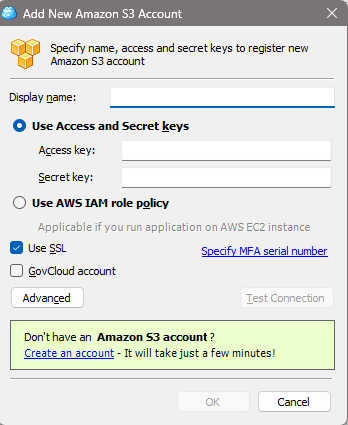 Add New Amazon S3 Account
Specify name, access and secret keys to register new
Amazon S3 account
Display name:
Use Access and Secret keys
Access key:
Secret key:
Use AWS IAM role policy
Applicable if you run application on AWS EC2 instance
Use SSL
Specify MFA serial number
GovCloud account
Advanced
Test Connection
Don't have an Amazon S3 account?
Create an account - It will take just a few minutes!
OK
Cancel